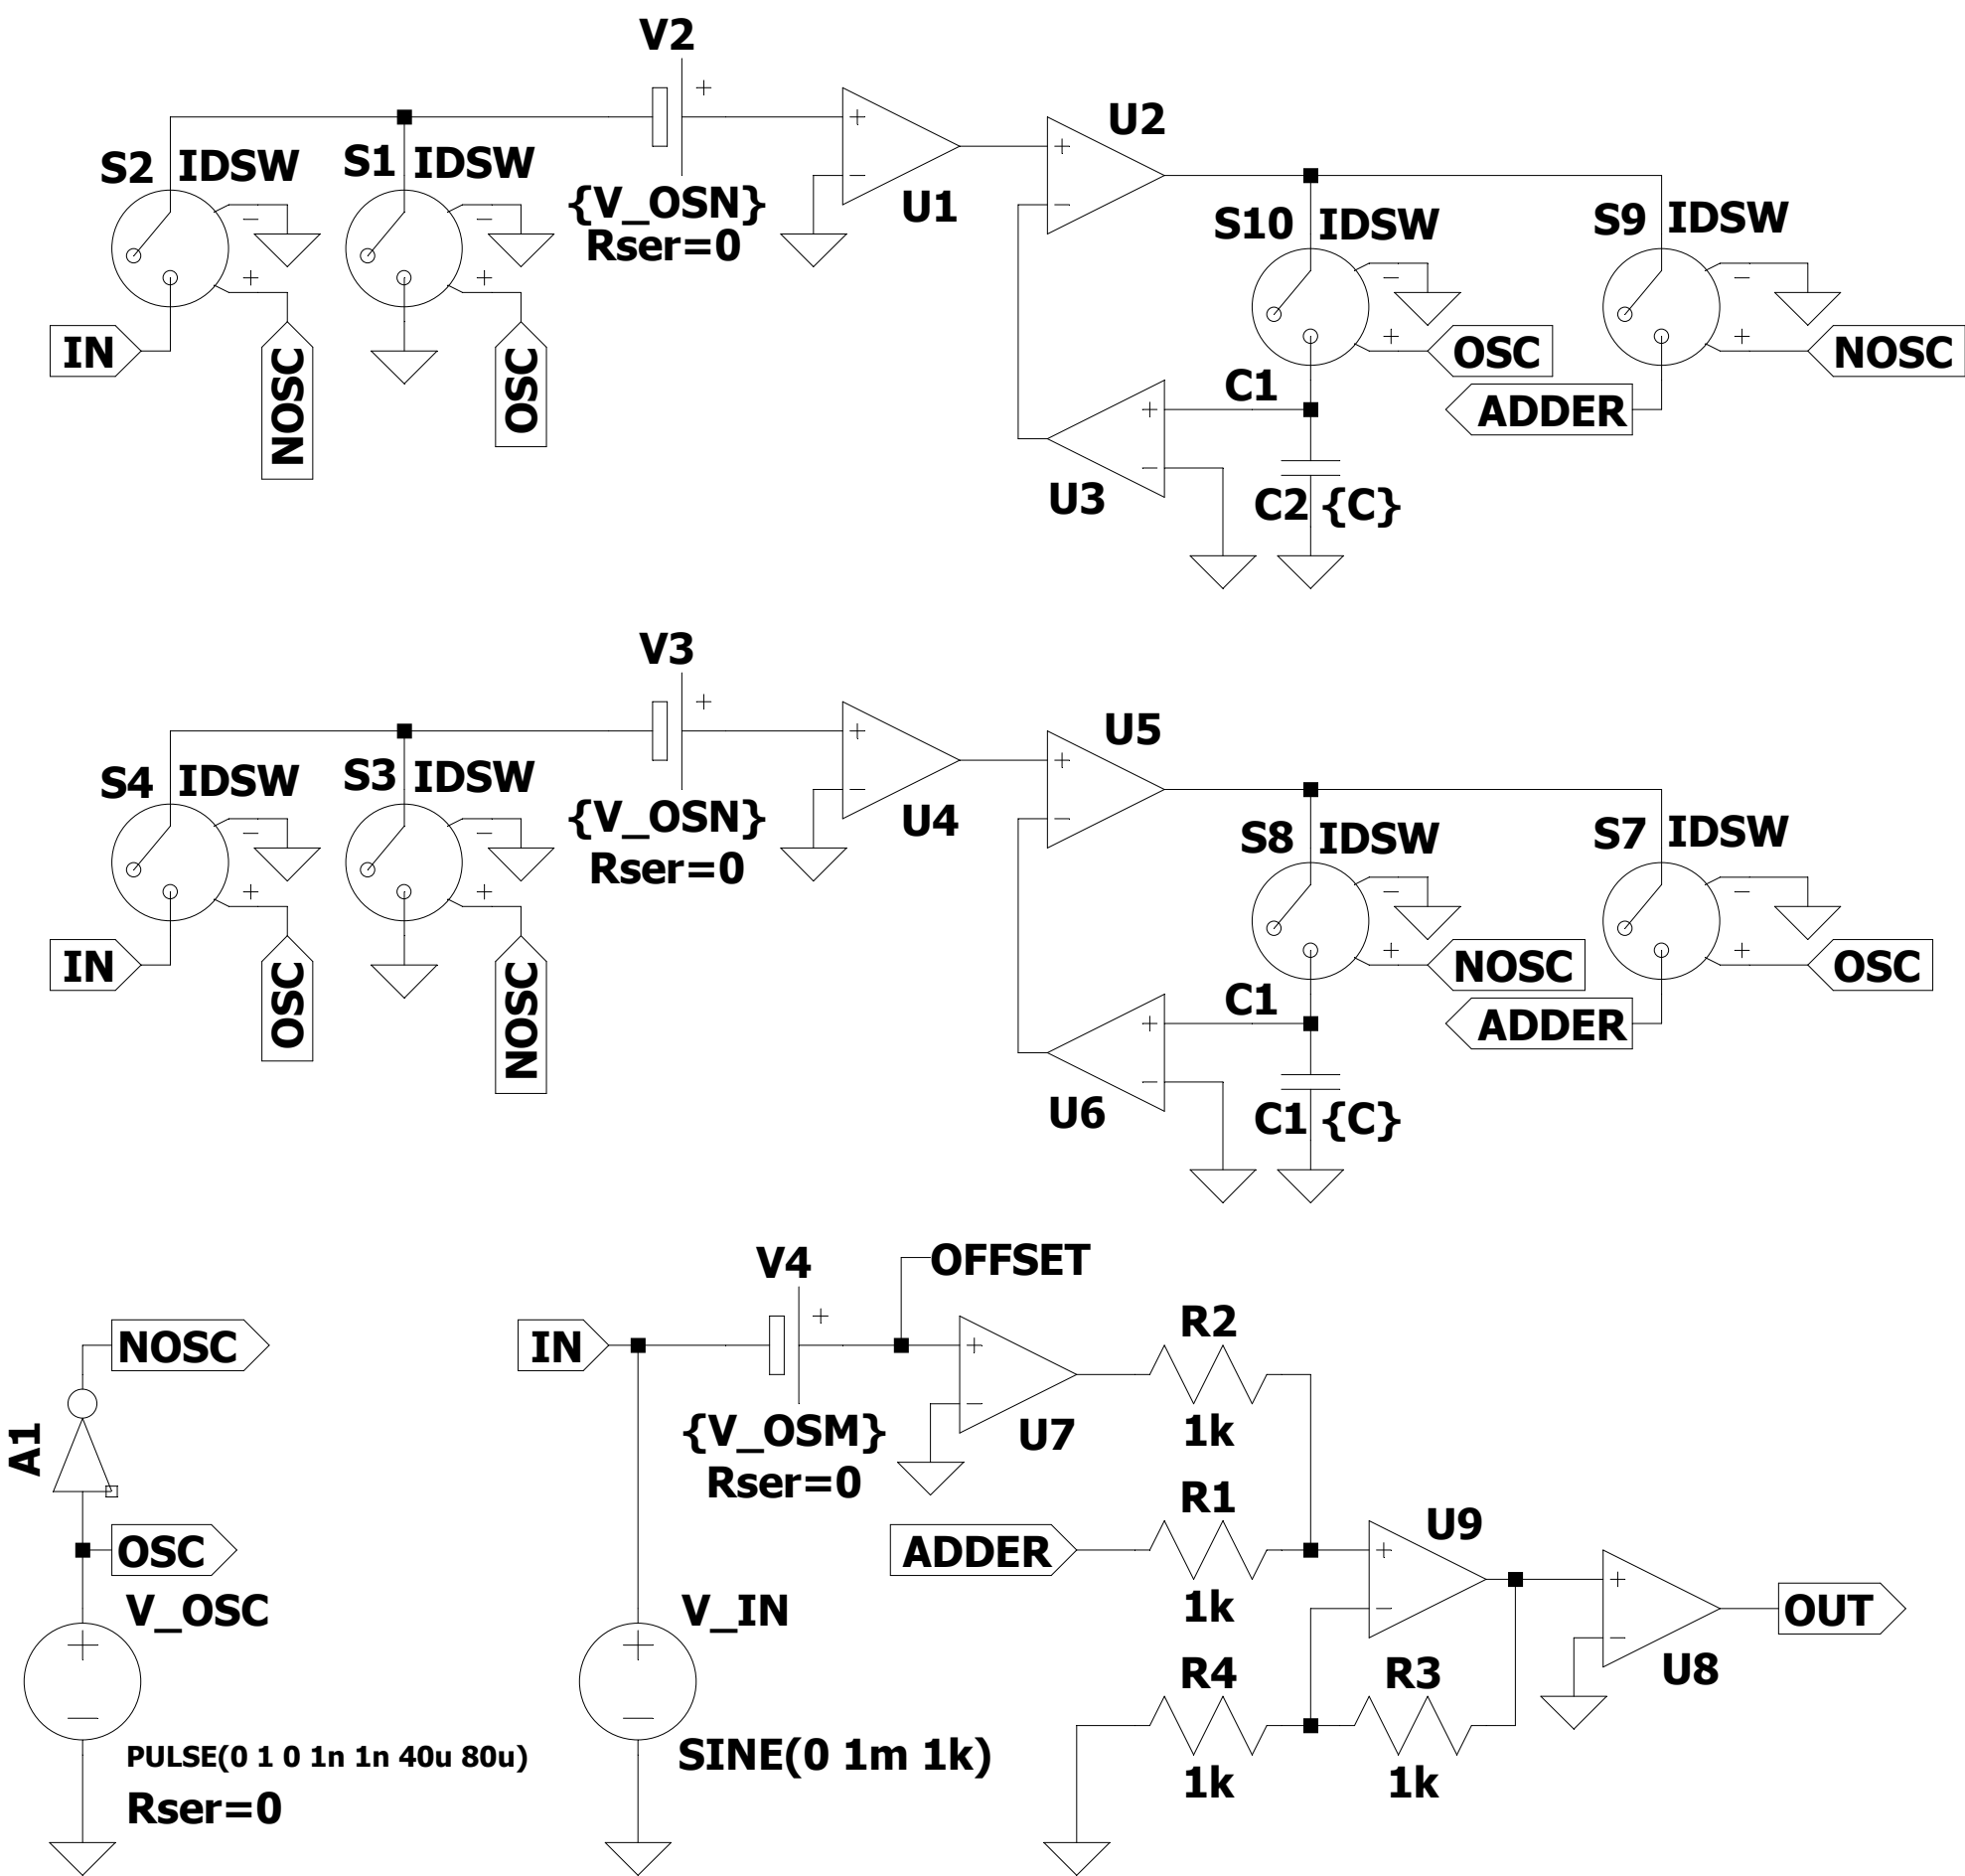 V2
S2 IDSW
S1 IDSW
+
{V_OSN}
Rser=0
+
−
U1
+
−
U2
−
+
−
+
IN
NOSC
OSC
S10 IDSW
S9 IDSW
−
+
−
+
OSC
NOSC
C1
ADDER
+
−
U3
C2 {C}
V3
S4 IDSW
S3 IDSW
+
{V_OSN}
Rser=0
+
−
U4
+
−
U5
−
+
−
+
IN
OSC
NOSC
S8 IDSW
S7 IDSW
−
+
−
+
NOSC
OSC
C1
ADDER
+
−
U6
C1 {C}
NOSC
A1
OSC
V_OSC
+
−
PULSE(0 1 0 1n 1n 40u 80u)
Rser=0
IN
V4
+
{V_OSM}
Rser=0
OFFSET
+
−
U7
R2
1k
V_IN
+
−
SINE(0 1m 1k)
ADDER
R1
1k
+
−
U9
R4
1k
R3
1k
+
−
U8
OUT